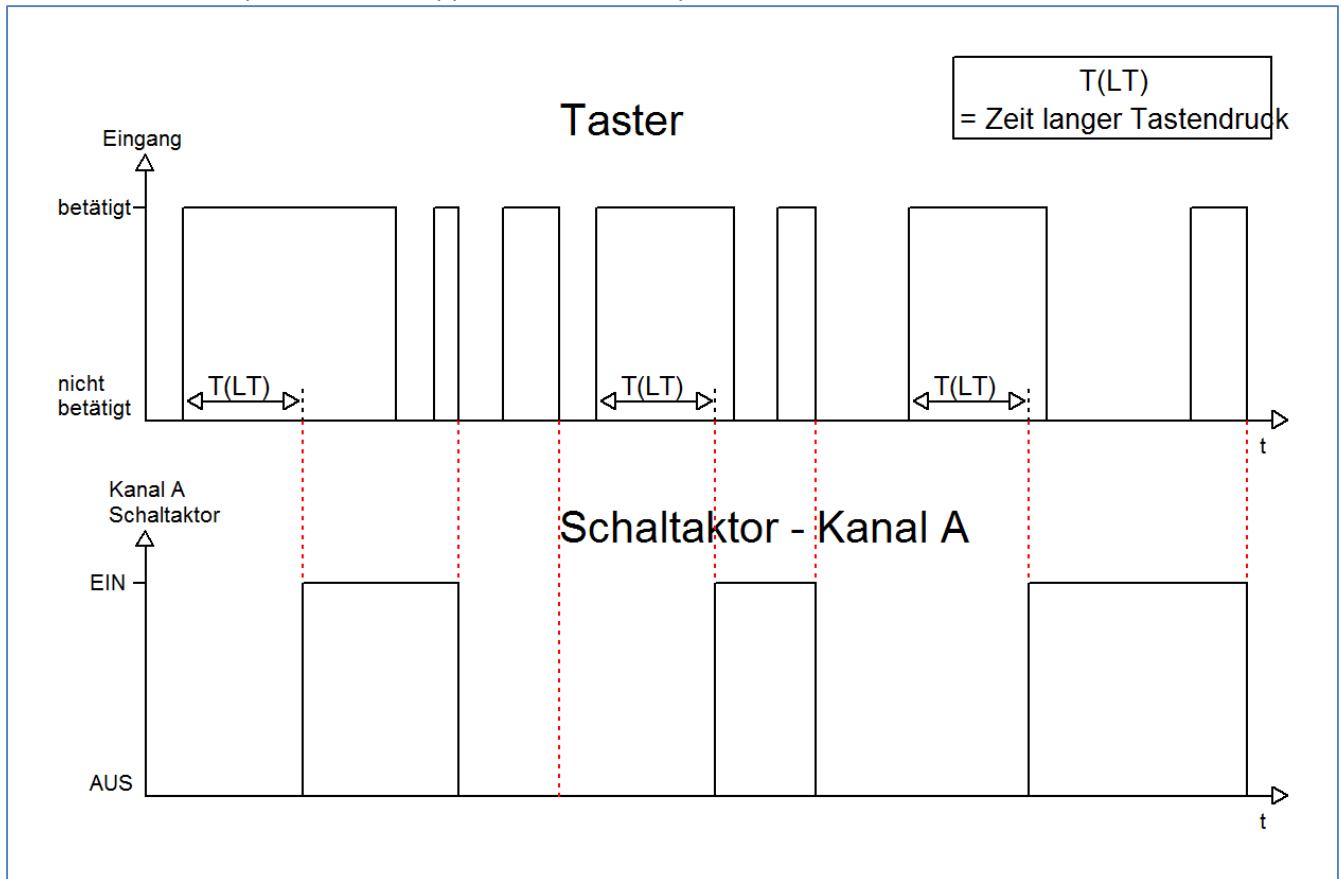 T(LT)
= Zeit langer Tastendruck
Taster
Eingang
betätigt
nicht
betätigt
T(LT)
T(LT)
T(LT)
t
Kanal A
Schaltaktor
Schaltaktor - Kanal A
EIN
AUS
t